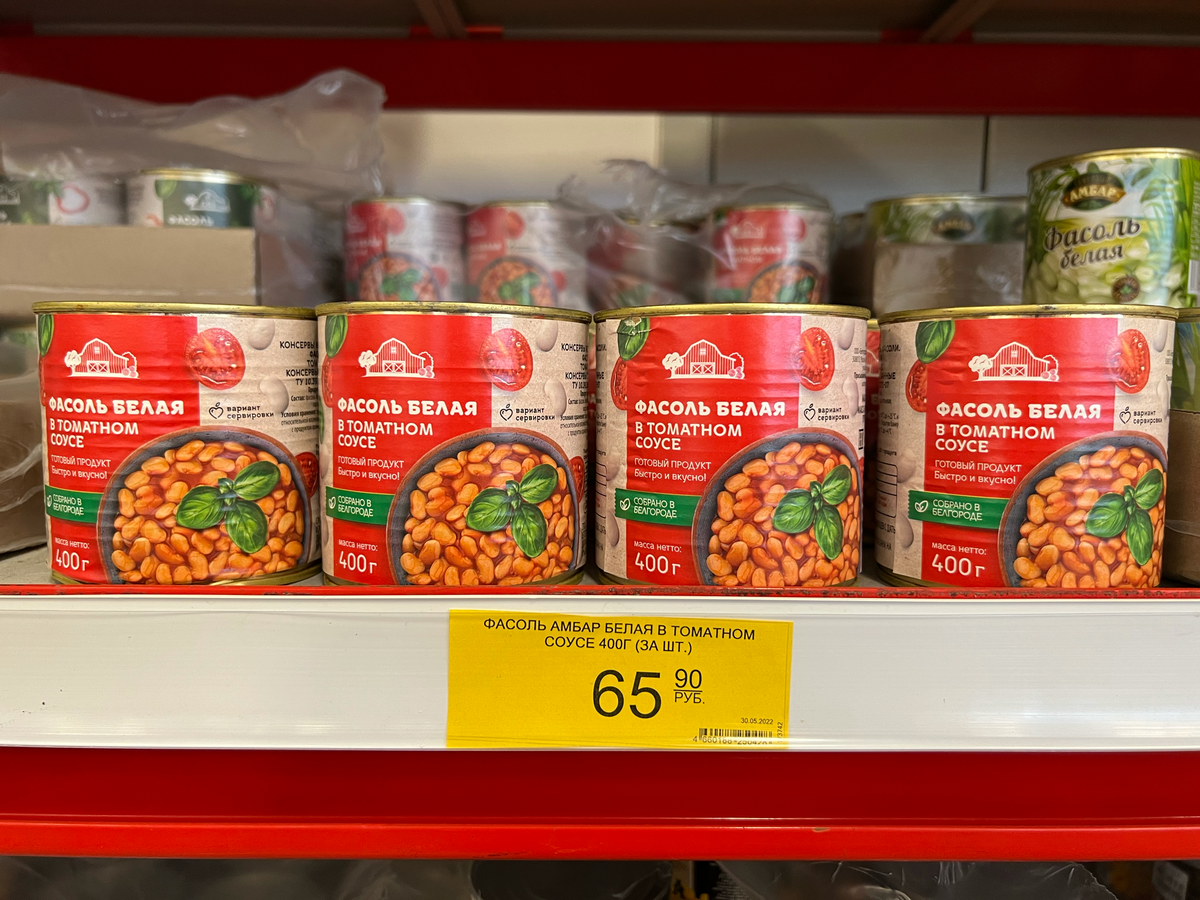 ФАСОЛЬ
АМБАР
Фасоль
белая
ФАСОЛЬ БЕЛАЯ
В ТОМАТНОМ
СОУСЕ
ГОТОВЫЙ ПРОДУКТ
Быстро и вкусно!
СОБРАНО В
БЕЛГОРОДЕ
масса нетто:
400 г
вариант
сервировки
ФАСОЛЬ БЕЛАЯ
В ТОМАТНОМ
СОУСЕ
ГОТОВЫЙ ПРОДУКТ
Быстро и вкусно!
СОБРАНО В
БЕЛГОРОДЕ
масса нетто:
400 г
вариант
сервировки
ФАСОЛЬ БЕЛАЯ
В ТОМАТНОМ
СОУСЕ
ГОТОВЫЙ ПРОДУКТ
Быстро и вкусно!
СОБРАНО В
БЕЛГОРОДЕ
масса нетто:
400 г
вариант
сервировки
ФАСОЛЬ БЕЛАЯ
В ТОМАТНОМ
СОУСЕ
ГОТОВЫЙ ПРОДУКТ
Быстро и вкусно!
СОБРАНО В
БЕЛГОРОДЕ
масса нетто:
400 г
вариант
сервировки
ФАСОЛЬ АМБАР БЕЛАЯ В ТОМАТНОМ
СОУСЕ 400Г (ЗА ШТ.)
65 90
РУБ.
30.05.2022